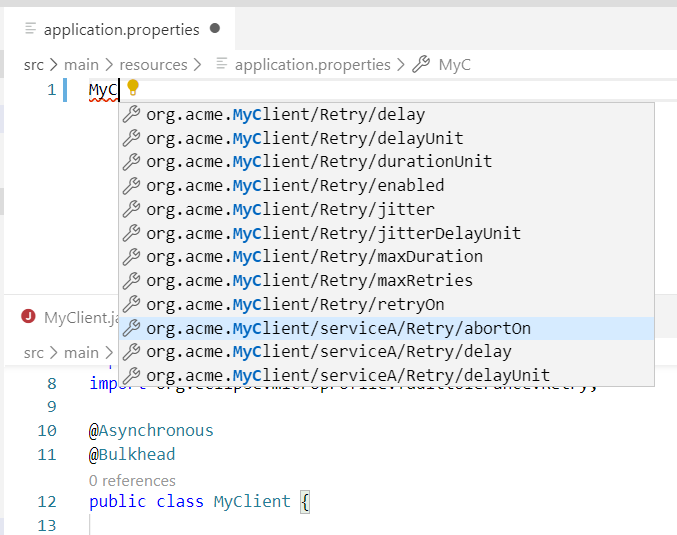 application.properties
src > main > resources > application.properties > MyC
1 MyC
org.acme.MyClient/Retry/delay
org.acme.MyClient/Retry/delayUnit
org.acme.MyClient/Retry/durationUnit
org.acme.MyClient/Retry/enabled
org.acme.MyClient/Retry/jitter
org.acme.MyClient/Retry/jitterDelayUnit
org.acme.MyClient/Retry/maxDuration
org.acme.MyClient/Retry/maxRetries
org.acme.MyClient/Retry/retryOn
org.acme.MyClient/serviceA/Retry/abortOn
org.acme.MyClient/serviceA/Retry/delay
org.acme.MyClient/serviceA/Retry/delayUnit
J MyClient.ja
src > main >
8 import org.eclipse.microprofile.faulttolerance.Retry;
9
10 @Asynchronous
11 @Bulkhead
0 references
12 public class MyClient {
13